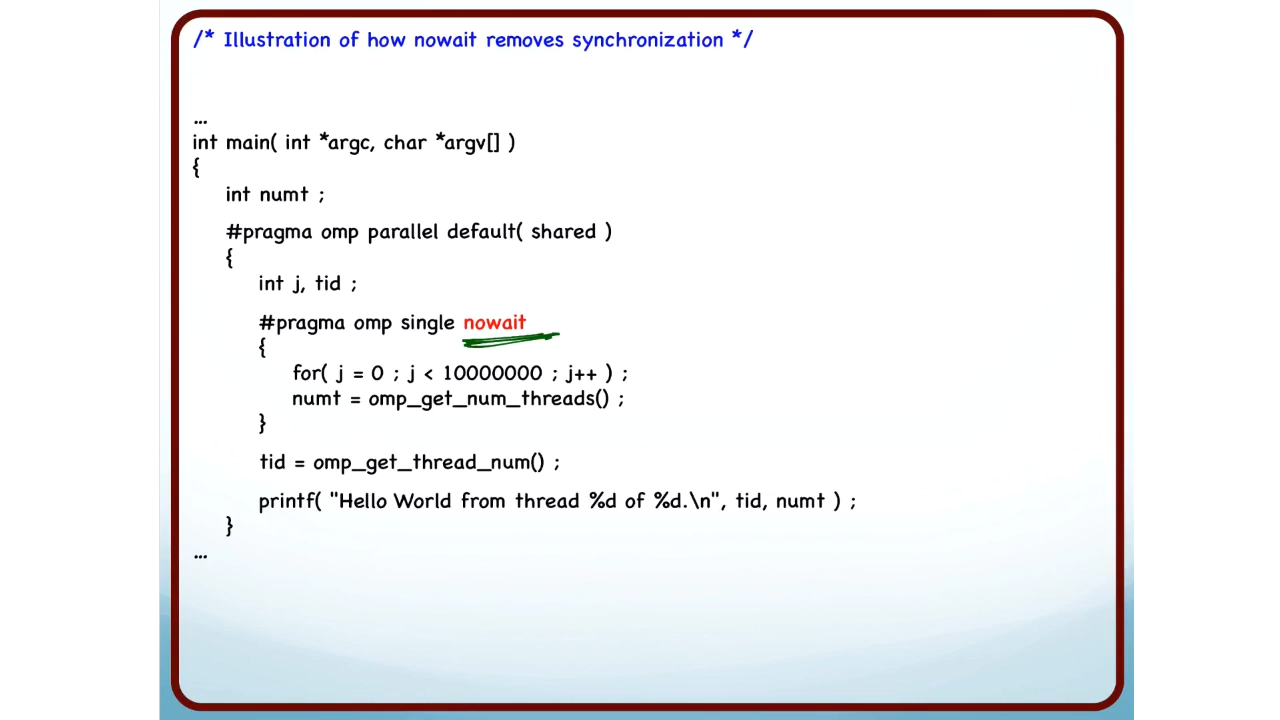 /* Illustration of how nowait removes synchronization */
...
int main( int *argc, char *argv[] )
{
int numt ;
#pragma omp parallel default( shared )
{
int j, tid ;
#pragma omp single nowait
{
for( j = 0 ; j < 10000000 ; j++ ) ;
numt = omp_get_num_threads() ;
}
tid = omp_get_thread_num() ;
printf( "Hello World from thread %d of %d.\n", tid, numt ) ;
}
...